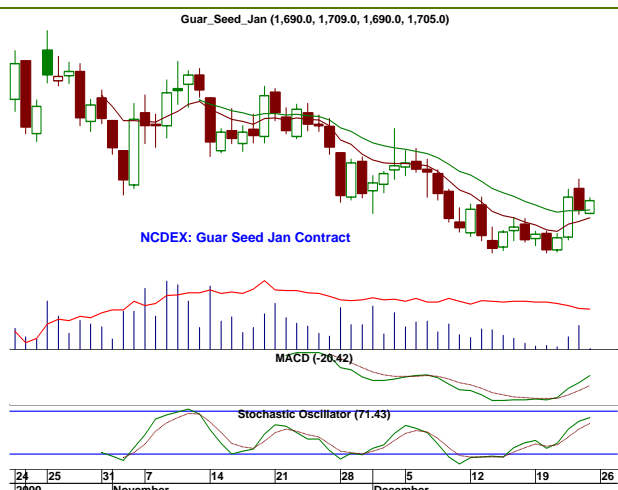 Guar_Seed_Jan (1,690.0, 1,709.0, 1,690.0, 1,705.0)
NCDEX: Guar Seed Jan Contract
MACD (-20.42)
Stochastic Oscillator (71.43)
24 25 31 7 14 21 28 5 12 19 26
November December